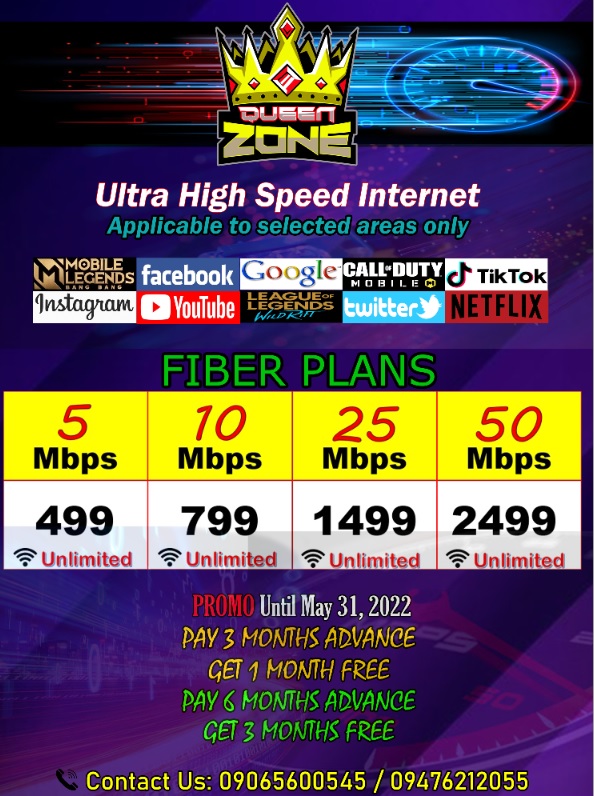 QUEEN
ZONE
Ultra High Speed Internet
Applicable to selected areas only
MOBILE LEGENDS BANG BANG facebook Google CALL OF DUTY MOBILE TikTok
Instagram YouTube LEAGUE OF LEGENDS WILD RIFT twitter NETFLIX
FIBER PLANS
5 10 25 50
Mbps Mbps Mbps Mbps
499 799 1499 2499
Unlimited Unlimited Unlimited Unlimited
PROMO Until May 31, 2022
PAY 3 MONTHS ADVANCE
GET 1 MONTH FREE
PAY 6 MONTHS ADVANCE
GET 3 MONTHS FREE
Contact Us: 09065600545 / 09476212055